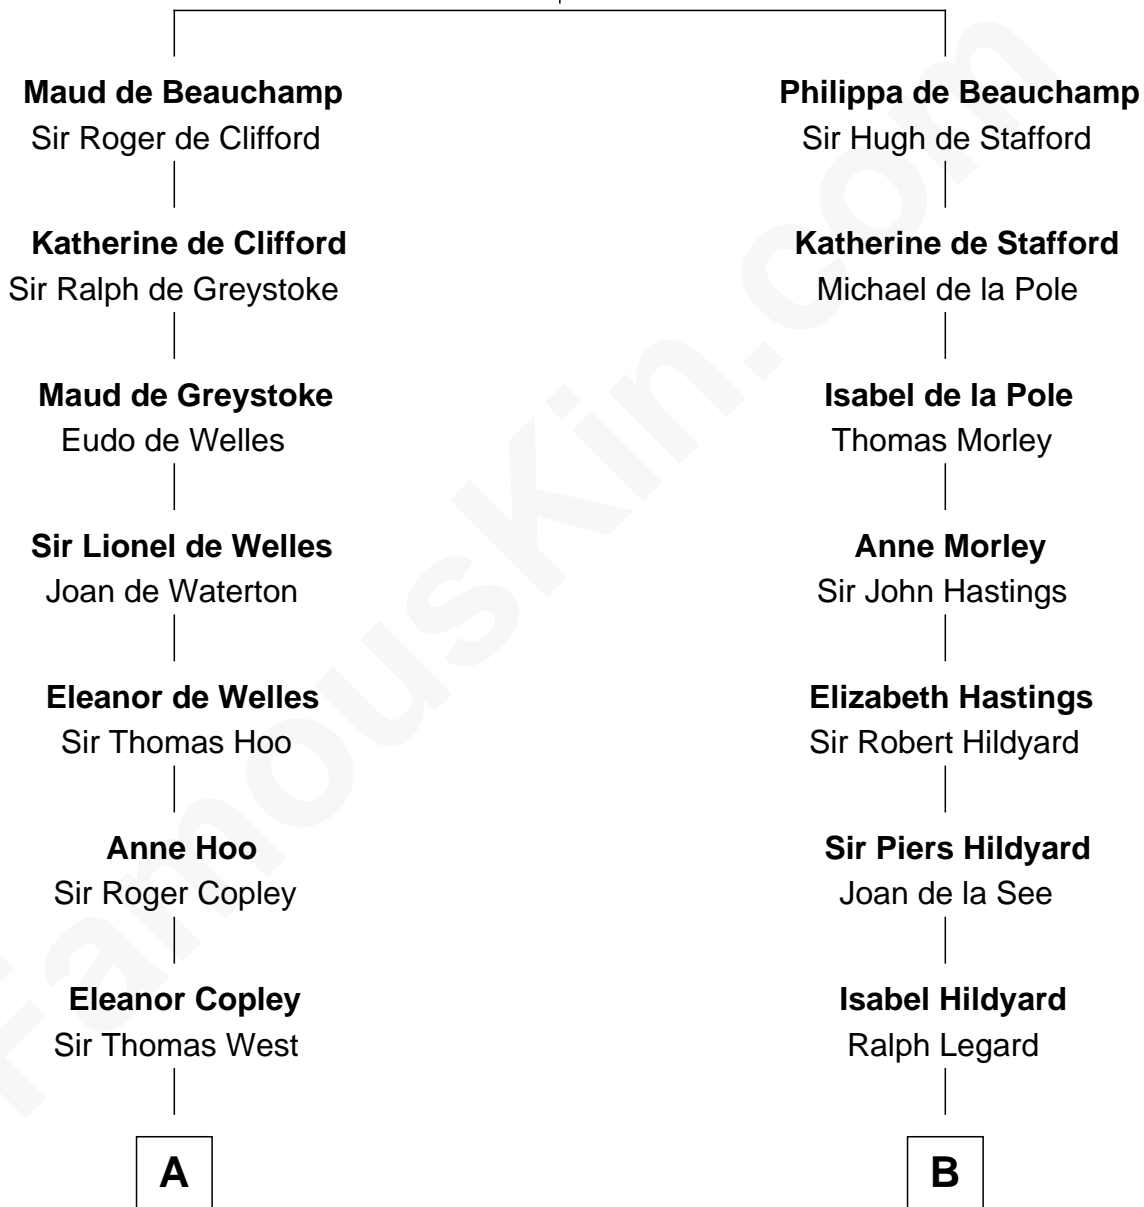 Maud de Beauchamp
Sir Roger de Clifford
Philippa de Beauchamp
Sir Hugh de Stafford
Katherine de Clifford
Sir Ralph de Greystoke
Katherine de Stafford
Michael de la Pole
Maud de Greystoke
Eudo de Welles
Isabel de la Pole
Thomas Morley
Sir Lionel de Welles
Joan de Waterton
Anne Morley
Sir John Hastings
Eleanor de Welles
Sir Thomas Hoo
Elizabeth Hastings
Sir Robert Hildyard
Anne Hoo
Sir Roger Copley
Sir Piers Hildyard
Joan de la See
Eleanor Copley
Sir Thomas West
Isabel Hildyard
Ralph Legard
A
B
FamousKin.com